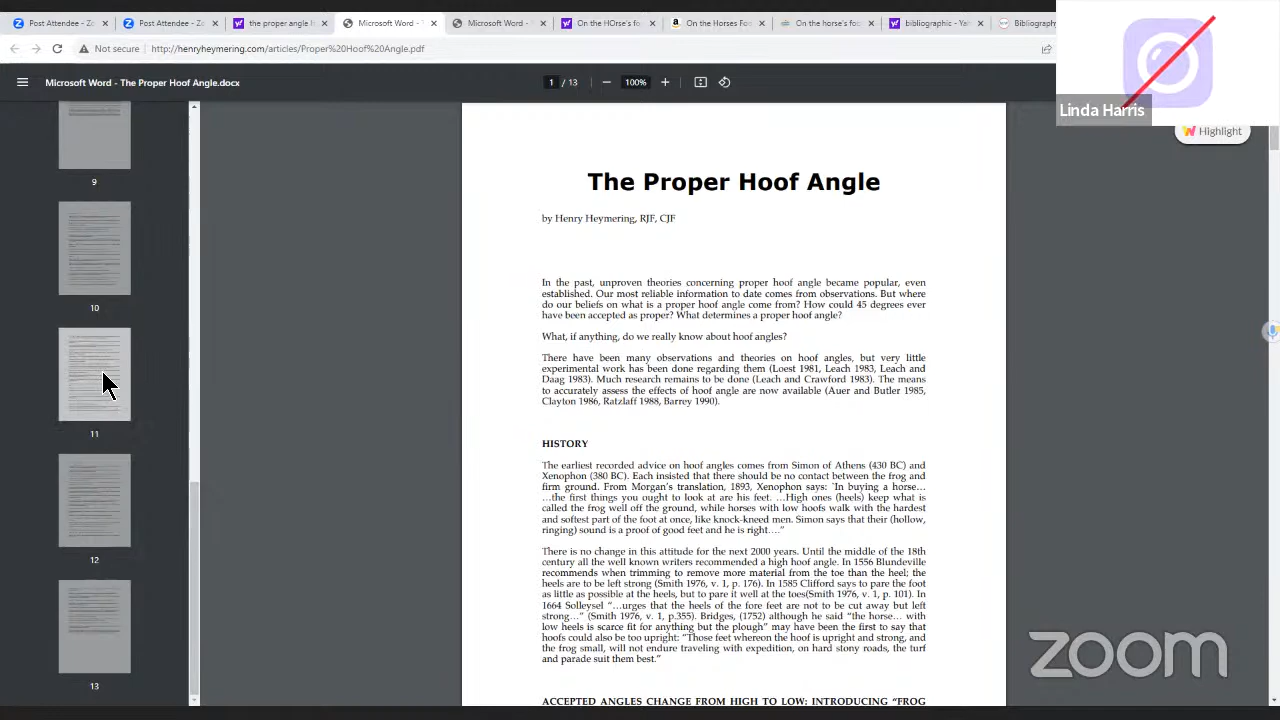 Post Attendee - Zo
Post Attendee - Zo
the proper angle h
Microsoft Word - T
Microsoft Word -
On the HOrse's fo
On the Horses Foo
On the horse's foo
bibliographic - Yah
Bibliography
Not secure
http://henryheymering.com/articles/Proper%20Hoof%20Angle.pdf
Microsoft Word - The Proper Hoof Angle.docx
1 / 13
100%
Linda Harris
Highlight
9
10
11
12
13
The Proper Hoof Angle
by Henry Heymering, RJF, CJF
In the past, unproven theories concerning proper hoof angle became popular, even
established. Our most reliable information to date comes from observations. But where
do our beliefs on what is a proper hoof angle come from? How could 45 degrees ever
have been accepted as proper? What determines a proper hoof angle?
What, if anything, do we really know about hoof angles?
There have been many observations and theories on hoof angles, but very little
experimental work has been done regarding them (Loest 1981, Leach 1983, Leach and
Daag 1983). Much research remains to be done (Leach and Crawford 1983). The means
to accurately assess the effects of hoof angle are now available (Auer and Butler 1985,
Clayton 1986, Ratzlaff 1988, Barrey 1990).
HISTORY
The earliest recorded advice on hoof angles comes from Simon of Athens (430 BC) and
Xenophon (380 BC). Each insisted that there should be no contact between the frog and
firm ground. From Morgan's translation, 1893, Xenophon says: `In buying a horse…
…the first things you ought to look at are his feet. …High ones (heels) keep what is
called the frog well off the ground, while horses with low hoofs walk with the hardest
and softest part of the foot at once, like knock-kneed men. Simon says that their (hollow,
ringing) sound is a proof of good feet and he is right…."
There is no change in this attitude for the next 2000 years. Until the middle of the 18th
century all the well known writers recommended a high hoof angle. In 1556 Blundeville
recommends when trimming to remove more material from the toe than the heel; the
heels are to be left strong (Smith 1976, v. 1, p. 176). In 1585 Clifford says to pare the foot
as little as possible at the heels, but to pare it well at the toes(Smith 1976, v. 1, p. 101). In
1664 Solleysel "…urges that the heels of the fore feet are not to be cut away but left
strong…" (Smith 1976, v. 1, p.355). Bridges, (1752) although he said "the horse… with
low heels is scarce fit for anything but the plough" may have been the first to say that
hoofs could also be too upright: "Those feet whereon the hoof is upright and strong, and
the frog small, will not endure traveling with expedition, on hard stony roads, the turf
and parade suit them best."
ACCEPTED ANGLES CHANGE FROM HIGH TO LOW: INTRODUCING "FROG
zoom